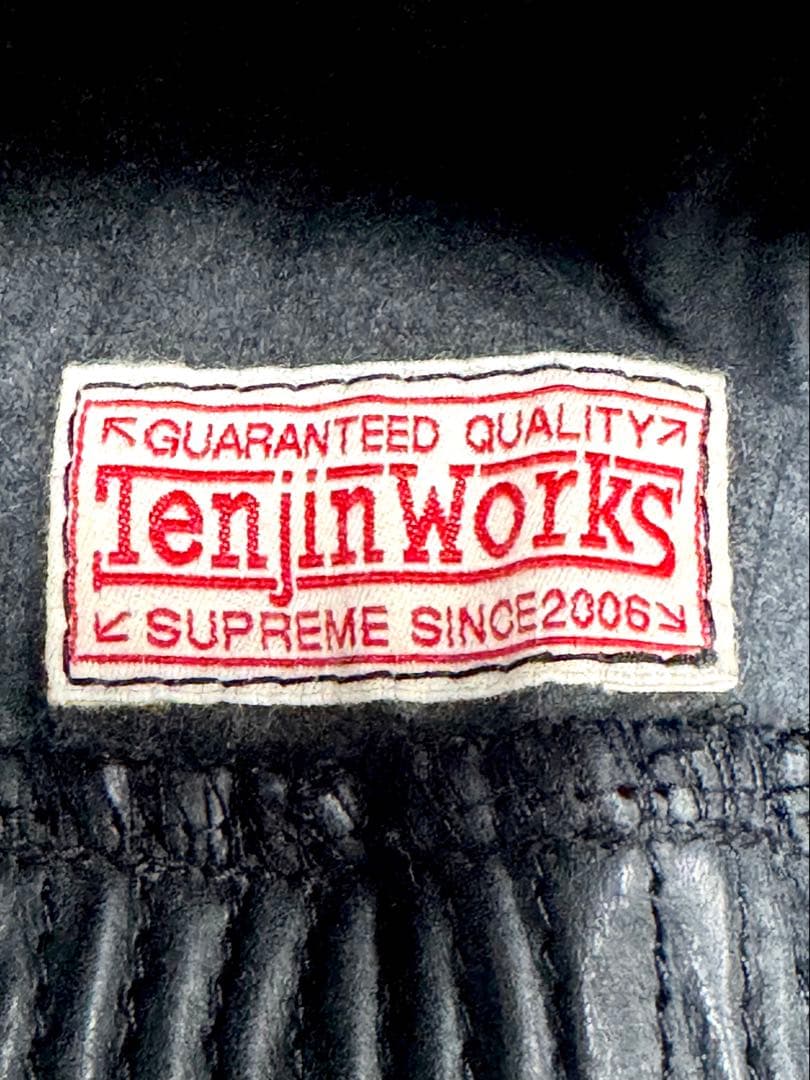 GUARANTEED QUALITY
TenjinWorks
SUPREME SINCE2006